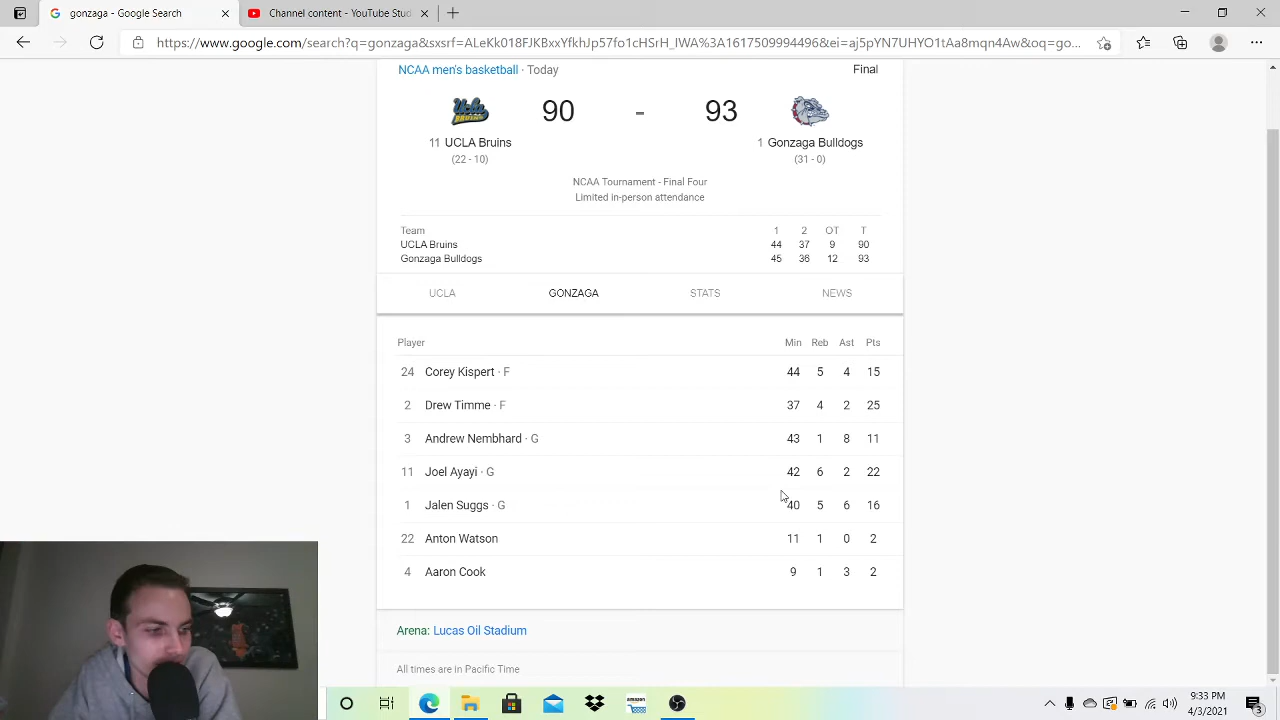 gonzaga - Google Search
Channel content - YouTube Stud
https://www.google.com/search?q=gonzaga&sxsrf=ALeKk018FJKBxxYfkhJp57fo1cHSrH_IWA%3A1617509994496&ei=aj5pYN7UHYO1tAa8mqn4Aw&oq=go...
NCAA men's basketball · Today
Final
90 - 93
11 UCLA Bruins
1 Gonzaga Bulldogs
(22 - 10)
(31 - 0)
NCAA Tournament - Final Four
Limited in-person attendance
Team 1 2 OT T
UCLA Bruins 44 37 9 90
Gonzaga Bulldogs 45 36 12 93
UCLA GONZAGA STATS NEWS
Player Min Reb Ast Pts
24 Corey Kispert · F 44 5 4 15
2 Drew Timme · F 37 4 2 25
3 Andrew Nembhard · G 43 1 8 11
11 Joel Ayayi · G 42 6 2 22
1 Jalen Suggs · G 40 5 6 16
22 Anton Watson 11 1 0 2
4 Aaron Cook 9 1 3 2
Arena: Lucas Oil Stadium
All times are in Pacific Time
9:33 PM
4/3/2021